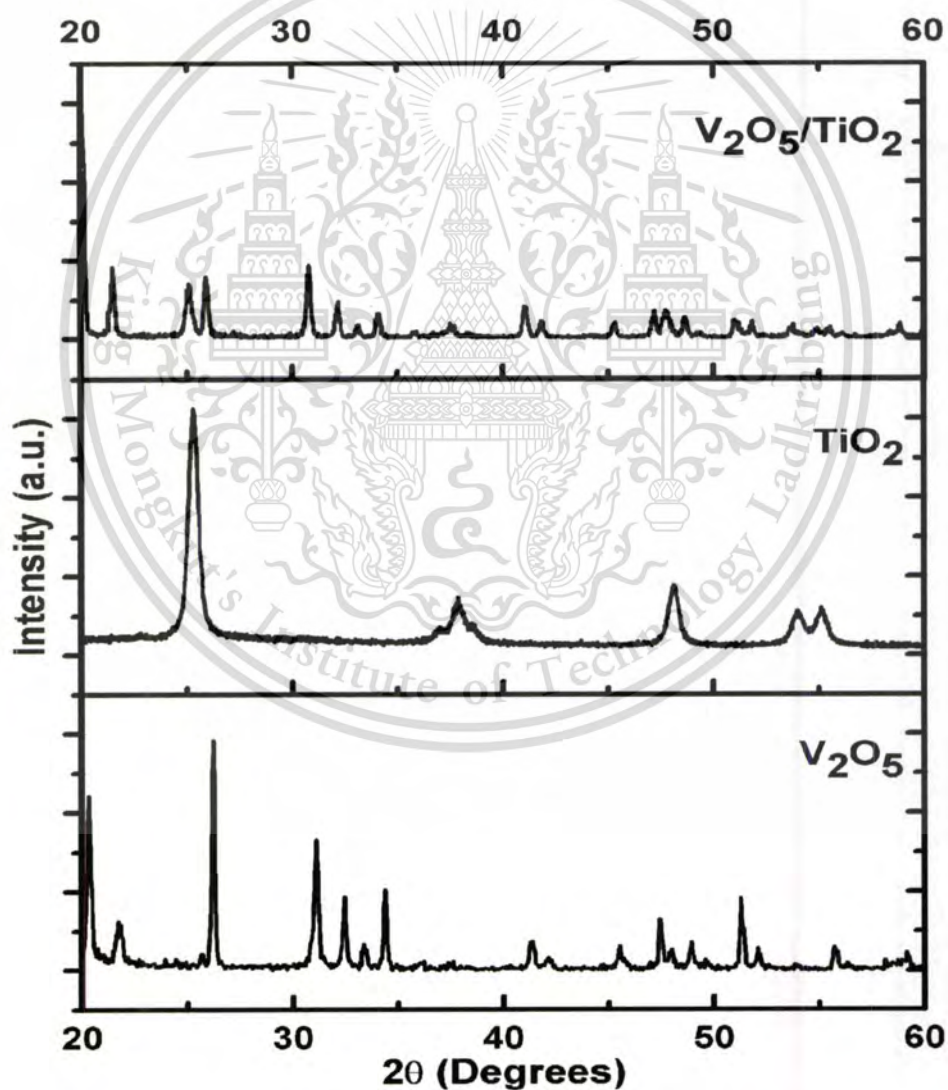 20 30 40 50 60
V₂O₅/TiO₂
TiO₂
V₂O₅
Intensity (a.u.)
20 30 40 50 60
2θ (Degrees)
King Mongkut's Institute of Technology Ladkrabang